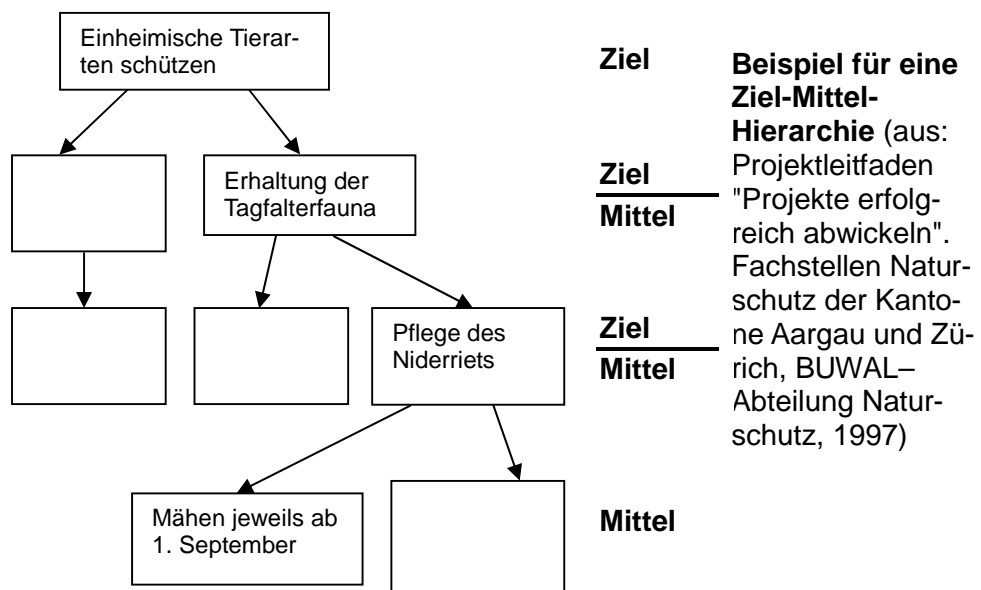 Einheimische Tierar-
ten schützen
Erhaltung der
Tagfalterfauna
Pflege des
Niderriets
Mähen jeweils ab
1. September
Ziel
Ziel
Mittel
Ziel
Mittel
Mittel
Beispiel für eine
Ziel-Mittel-
Hierarchie (aus:
Projektleitfaden
"Projekte erfolg-
reich abwickeln".
Fachstellen Natur-
schutz der Kanto-
ne Aargau und Zü-
rich, BUWAL–
Abteilung Natur-
schutz, 1997)